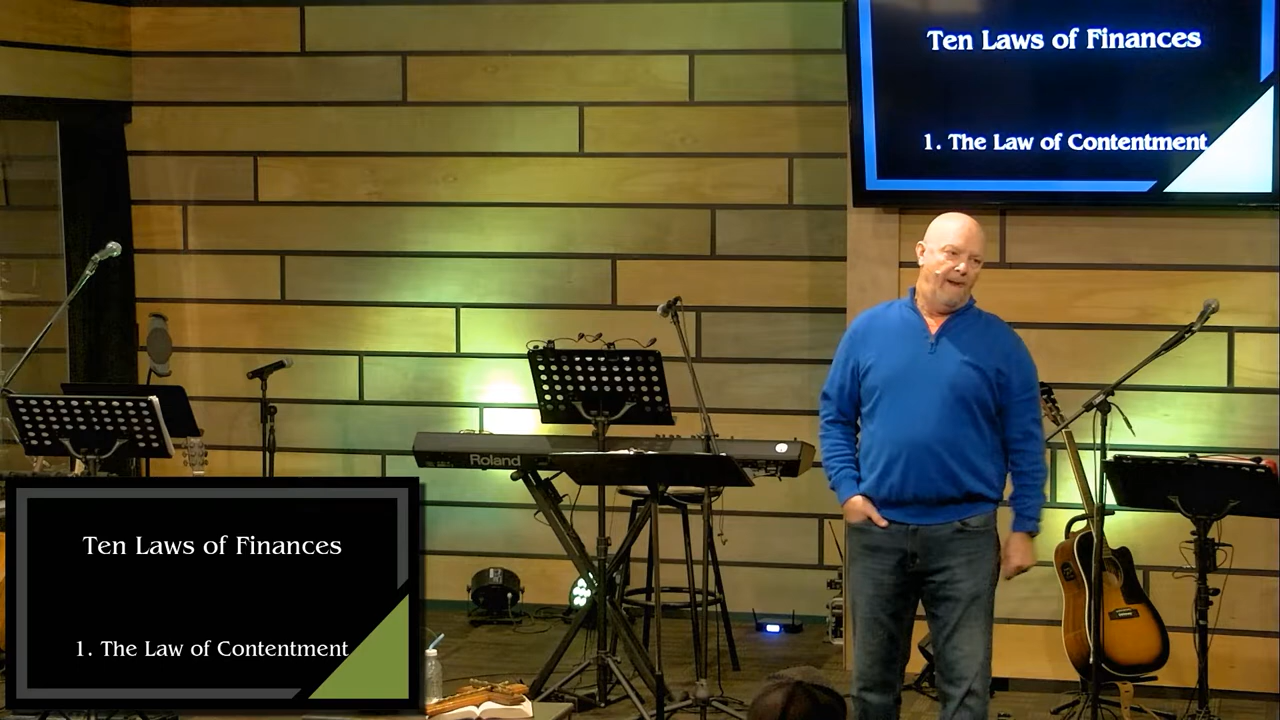 Ten Laws of Finances
1. The Law of Contentment
Roland
Ten Laws of Finances
1. The Law of Contentment